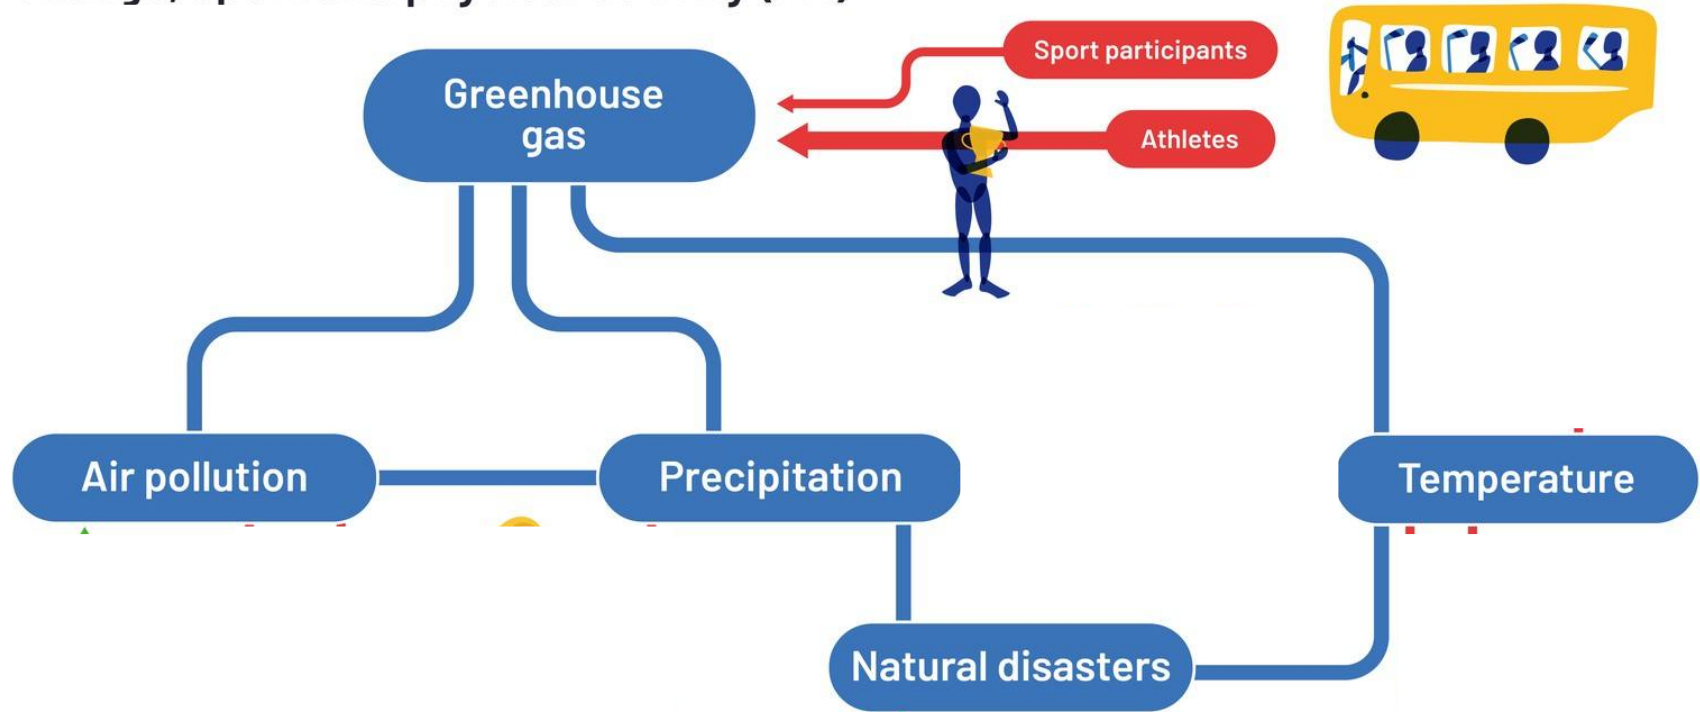 Greenhouse
gas
Sport participants
Athletes
Air pollution
Precipitation
Temperature
Natural disasters